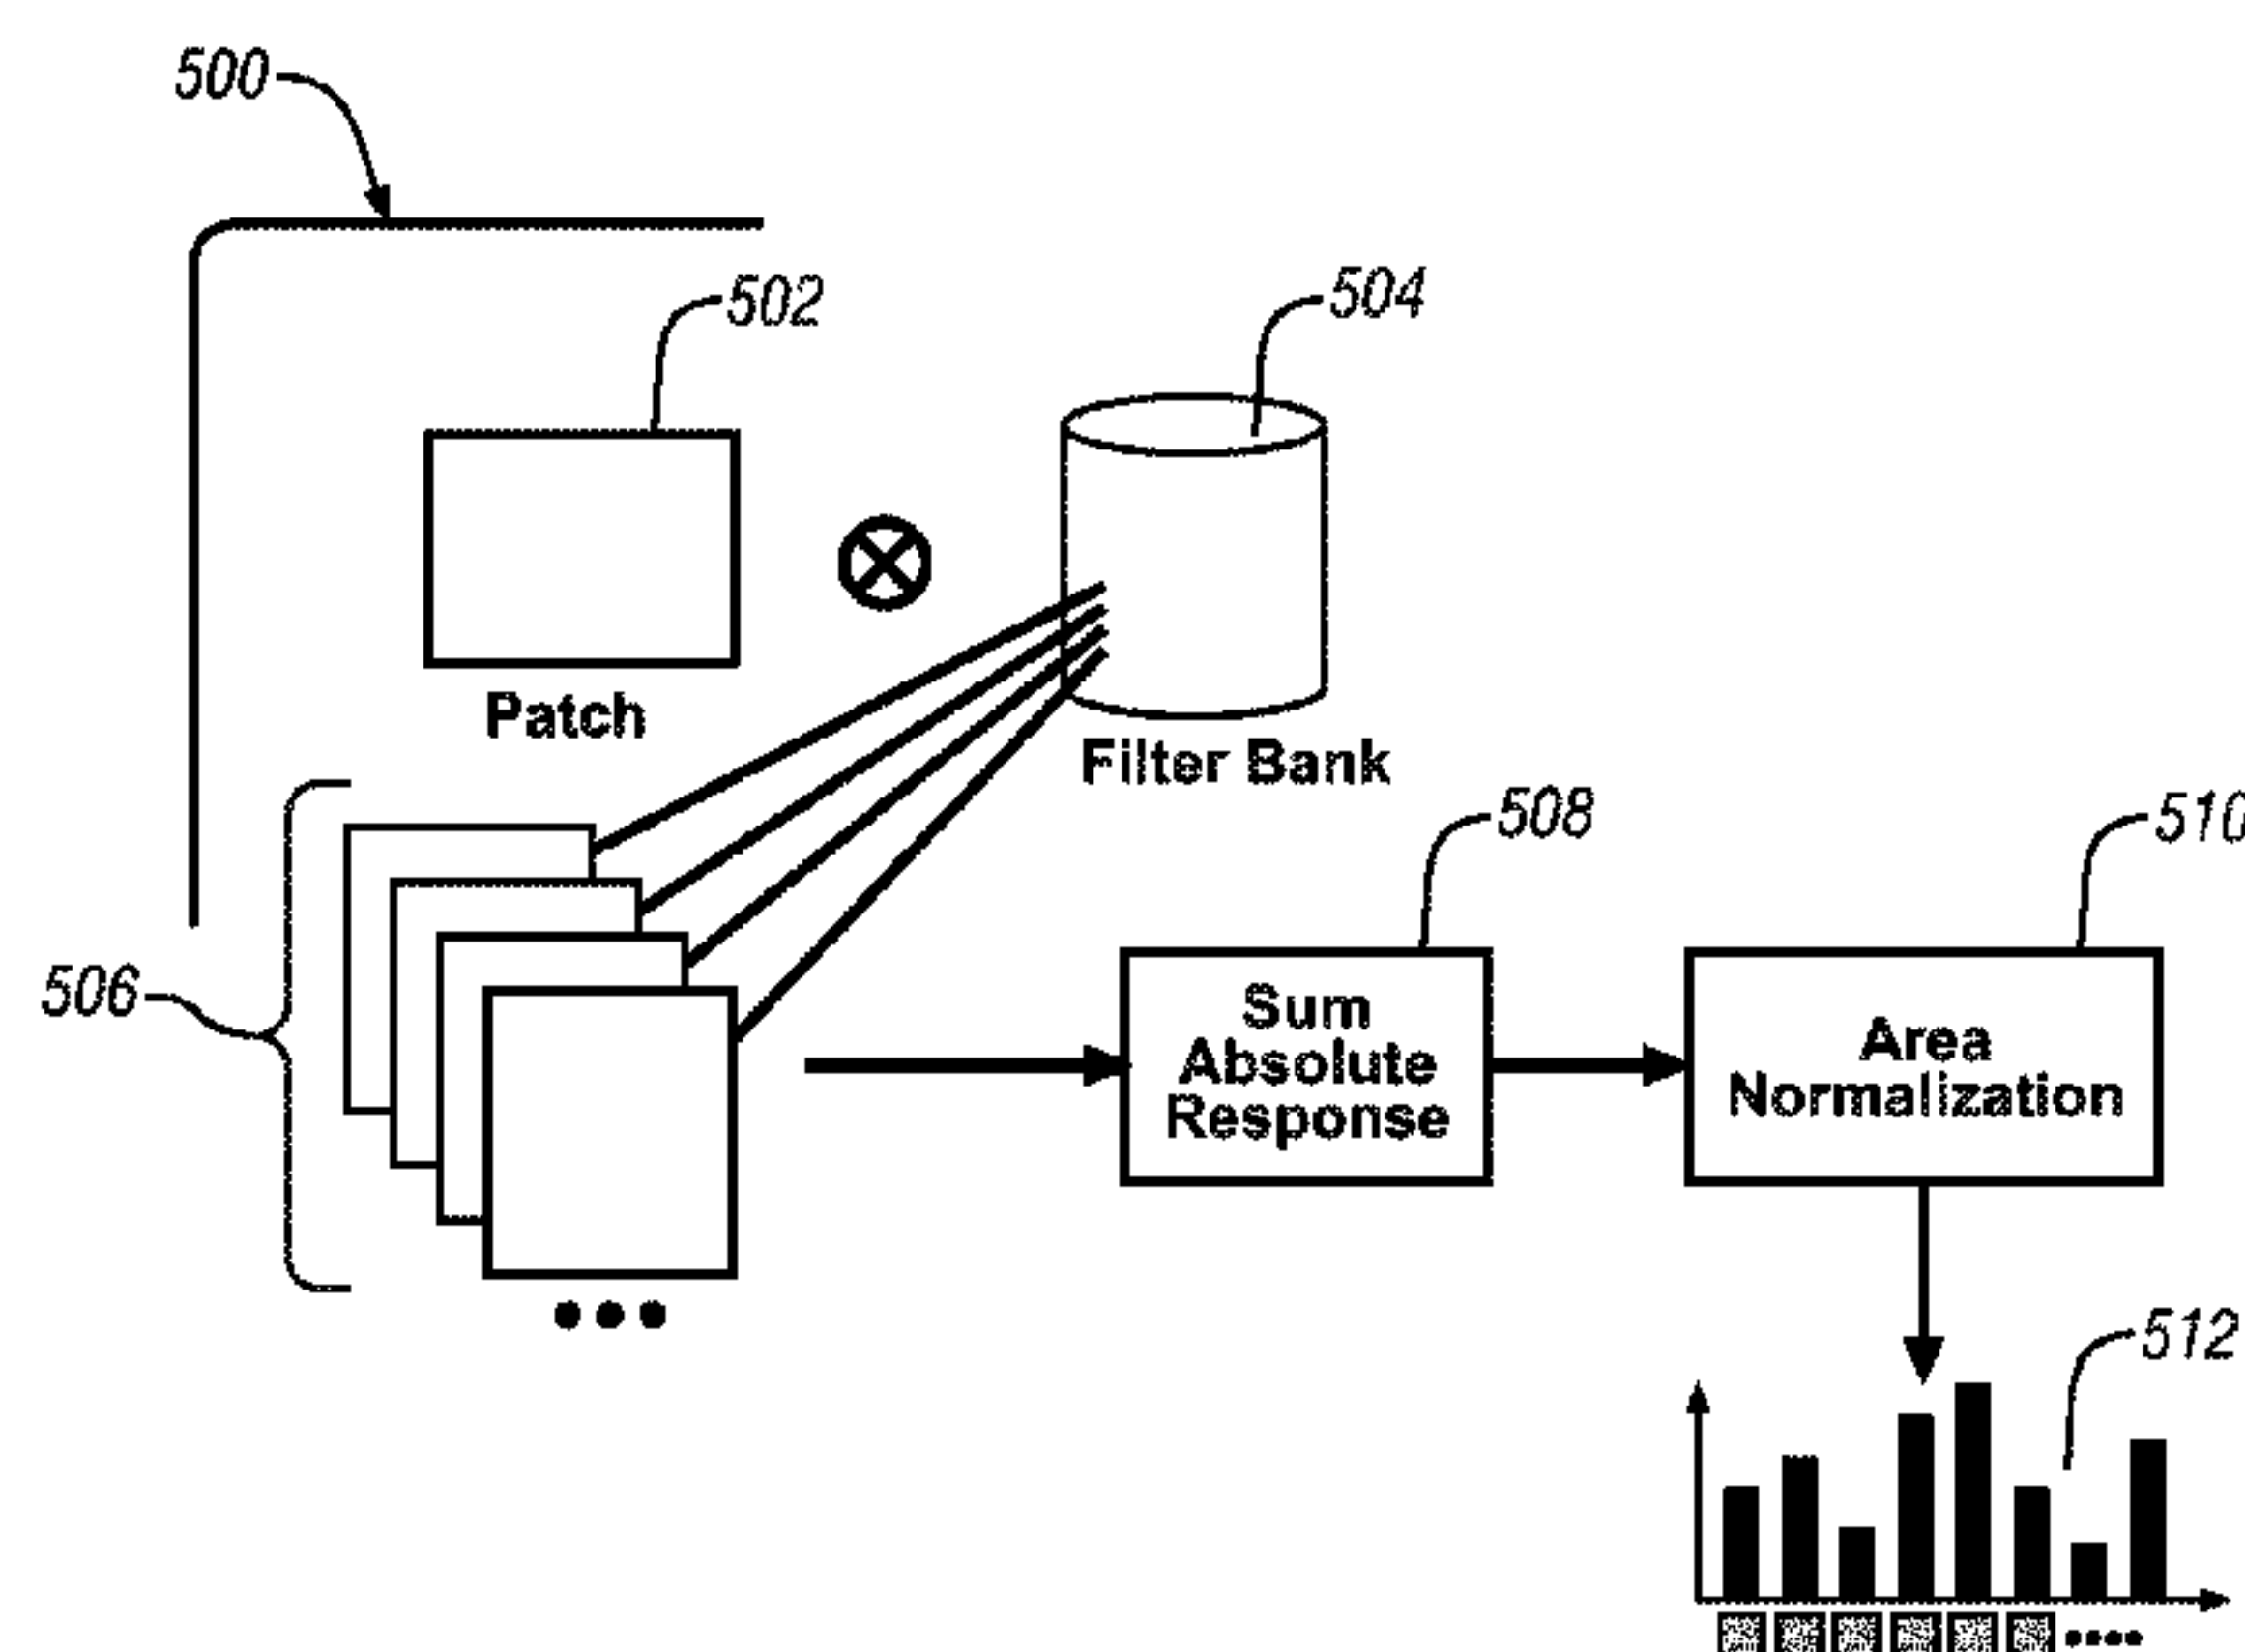 500
502
504
Patch
Filter Bank
506
508
510
Sum
Absolute
Response
Area
Normalization
512